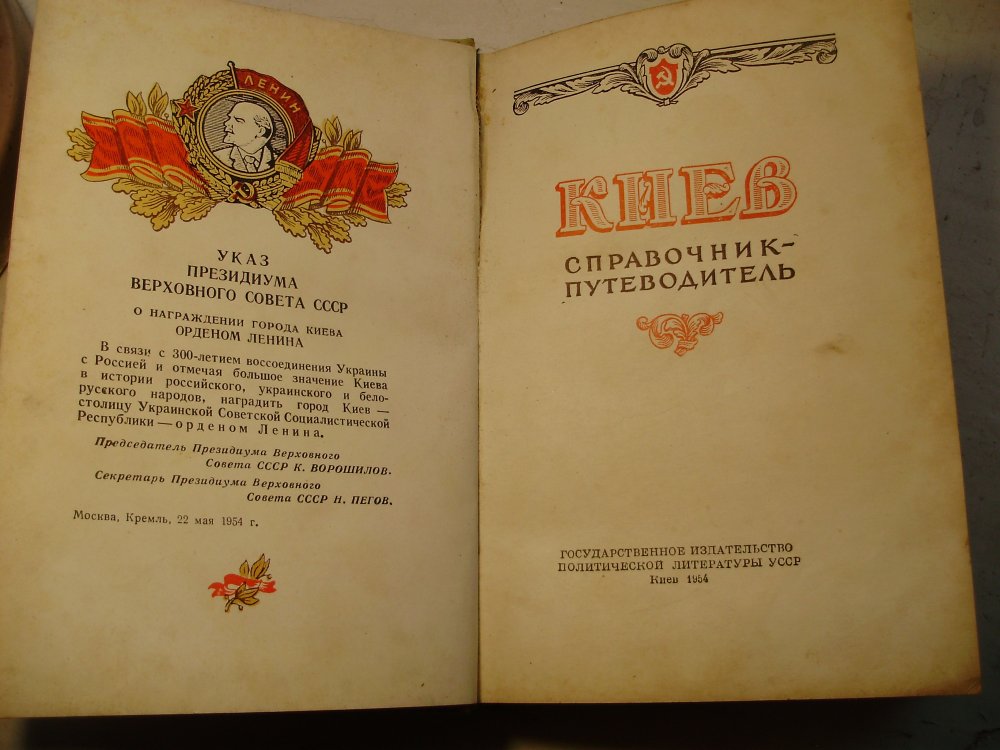 ЛЕНИН
УКАЗ
ПРЕЗИДИУМА
ВЕРХОВНОГО СОВЕТА СССР
О НАГРАЖДЕНИИ ГОРОДА КИЕВА
ОРДЕНОМ ЛЕНИНА
В связи с 300-летием воссоединения Украины
с Россией и отмечая большое значение Киева
в истории российского, украинского и бело-
русского народов, наградить город Киев —
столицу Украинской Советской Социалистической
Республики — орденом Ленина.
Председатель Президиума Верховного
Совета СССР К. ВОРОШИЛОВ.
Секретарь Президиума Верховного
Совета СССР Н. ПЕГОВ.
Москва, Кремль, 22 мая 1954 г.
КИЕВ
СПРАВОЧНИК-
ПУТЕВОДИТЕЛЬ
ГОСУДАРСТВЕННОЕ ИЗДАТЕЛЬСТВО
ПОЛИТИЧЕСКОЙ ЛИТЕРАТУРЫ УССР
Киев 1954